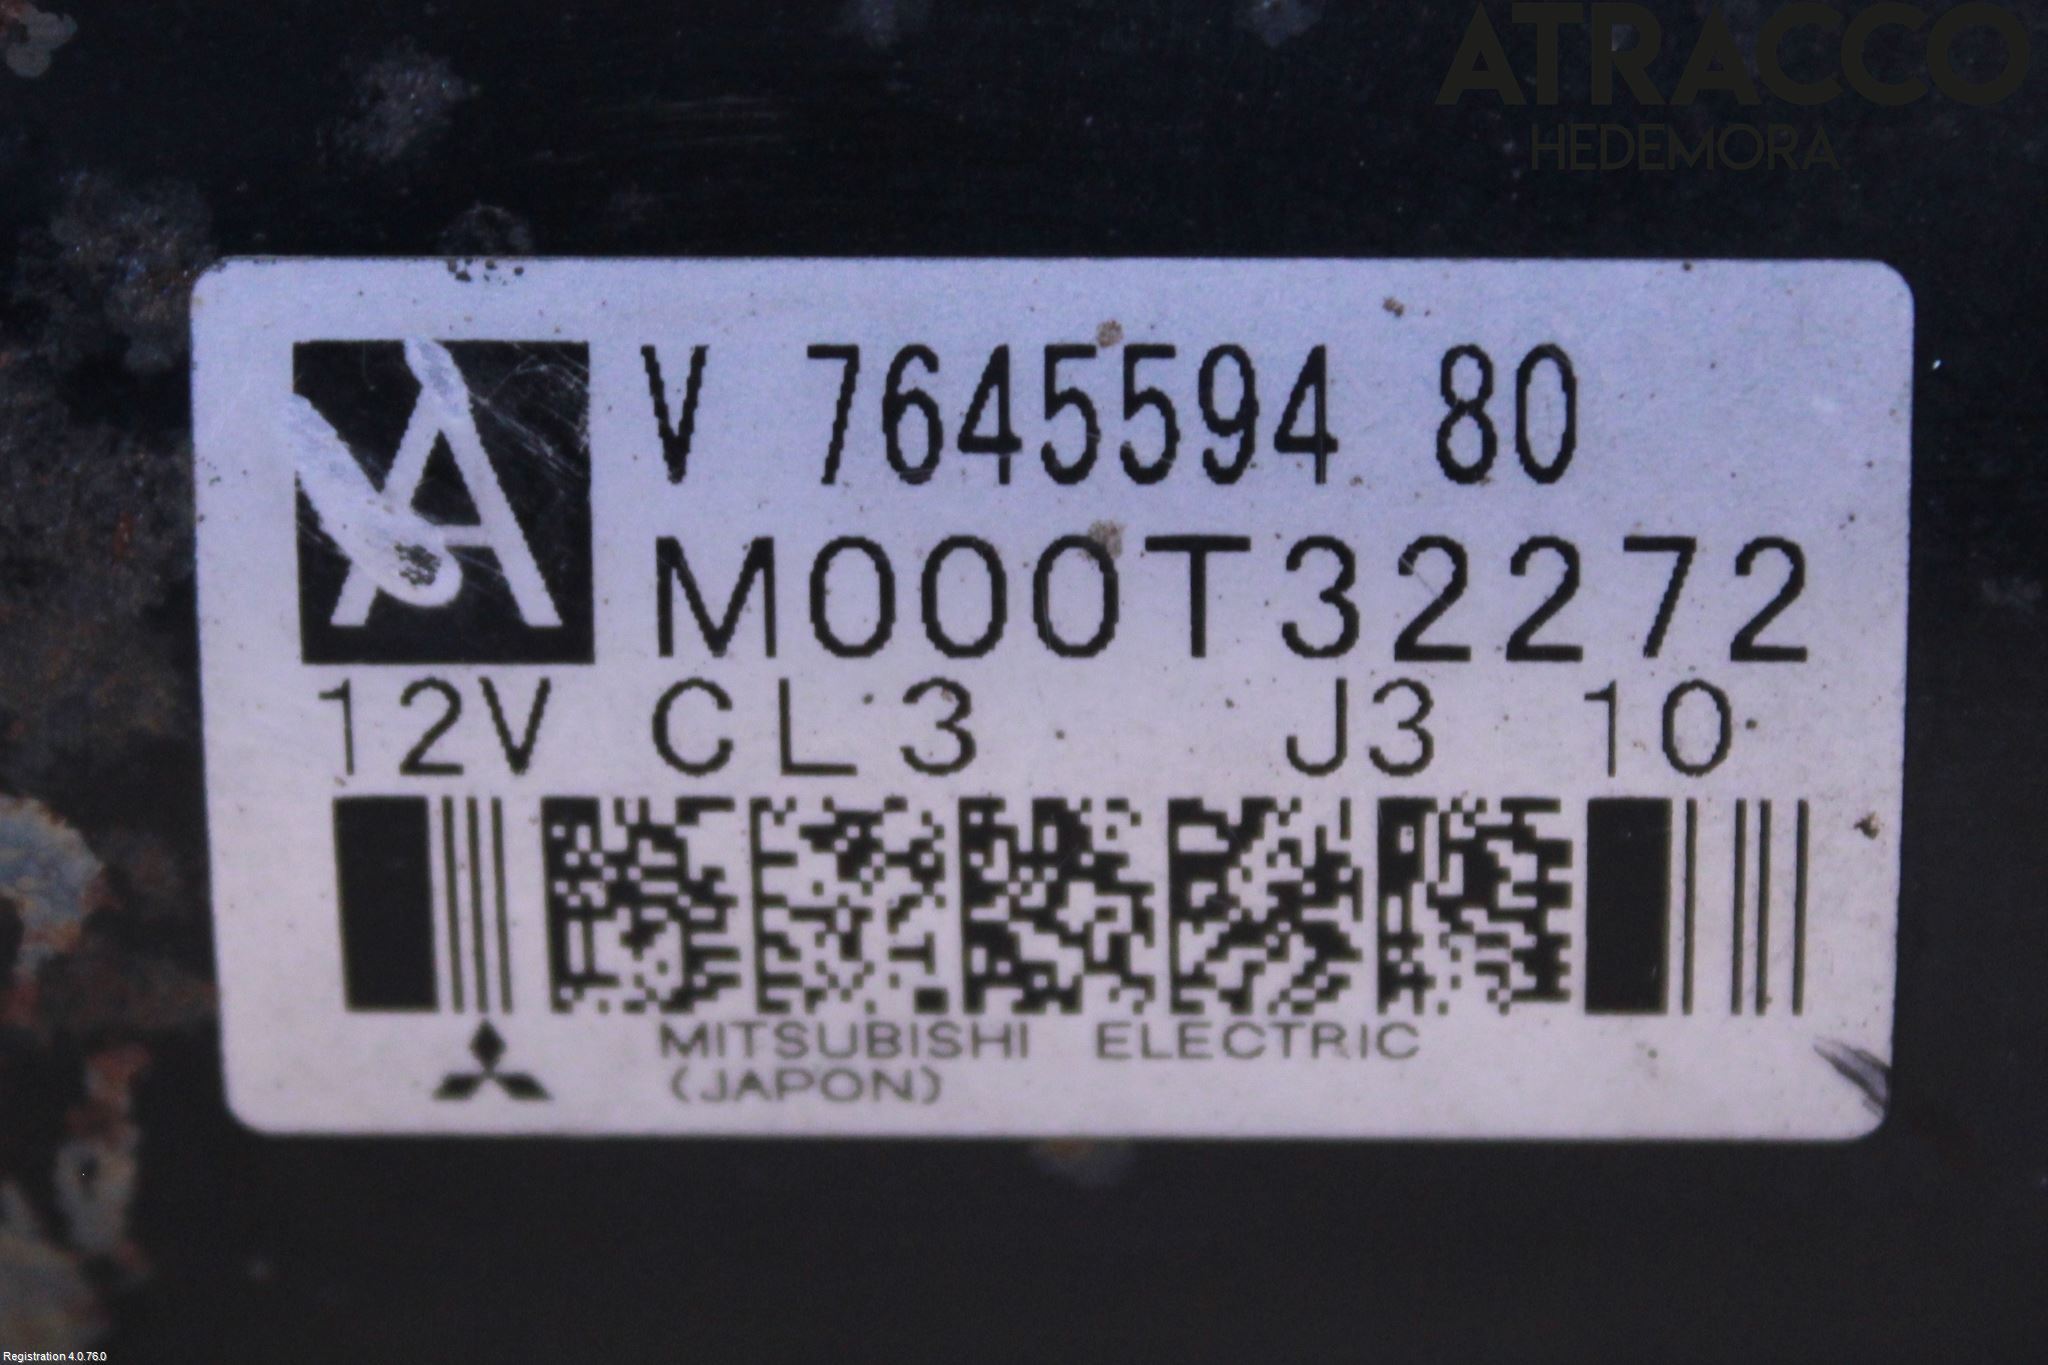 ATRACCO
HEDEMORA
A V 7645594 80
M000T32272
12V CL3 J3 10
MITSUBISHI ELECTRIC
(JAPON)
Registration 4.0.76.0